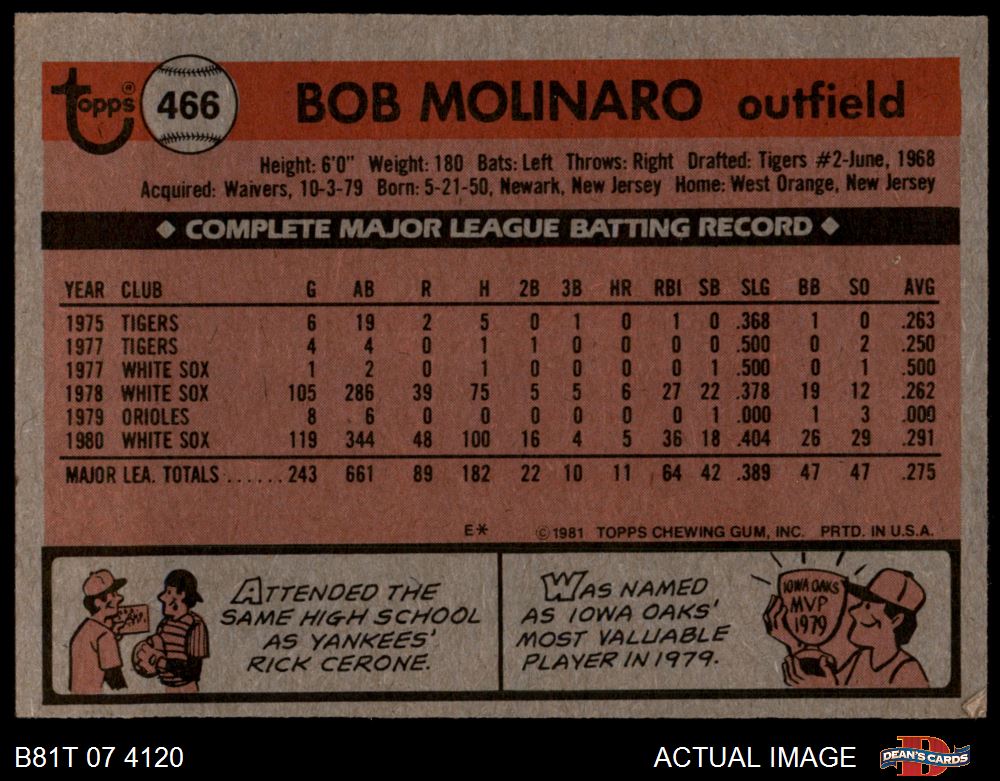 Topps® 466 BOB MOLINARO outfield
Height: 6'0" Weight: 180 Bats: Left Throws: Right Drafted: Tigers #2-June, 1968
Acquired: Waivers, 10-3-79 Born: 5-21-50, Newark, New Jersey Home: West Orange, New Jersey
◆ COMPLETE MAJOR LEAGUE BATTING RECORD ◆
YEAR CLUB G AB R H 2B 3B HR RBI SB SLG BB SO AVG
1975 TIGERS 6 19 2 5 0 1 0 1 0 .368 1 0 .263
1977 TIGERS 4 4 0 1 1 0 0 0 0 .500 0 2 .250
1977 WHITE SOX 1 2 0 1 0 0 0 0 1 .500 0 1 .500
1978 WHITE SOX 105 286 39 75 5 5 6 27 22 .378 19 12 .262
1979 ORIOLES 8 6 0 0 0 0 0 0 1 .000 1 3 .000
1980 WHITE SOX 119 344 48 100 16 4 5 36 18 .404 26 29 .291
MAJOR LEA. TOTALS ...... 243 661 89 182 22 10 11 64 42 .389 47 47 .275
E* ©1981 TOPPS CHEWING GUM, INC. PRTD. IN U.S.A.
ATTENDED THE
SAME HIGH SCHOOL
AS YANKEES'
RICK CERONE.
WAS NAMED
AS IOWA OAKS'
MOST VALUABLE
PLAYER IN 1979.
IOWA OAKS
MVP
1979
B81T 07 4120 ACTUAL IMAGE DEAN'S CARDS